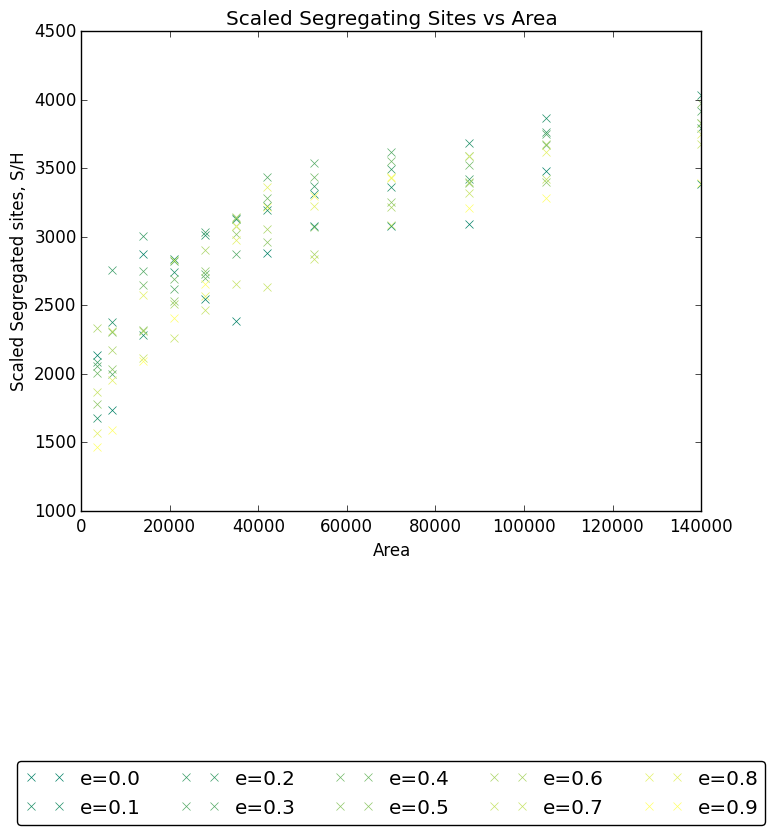 Scaled Segregating Sites vs Area
4500
4000
3500
3000
2500
2000
1500
1000
Scaled Segregated sites, S/H
0 20000 40000 60000 80000 100000 120000 140000
Area
e=0.0 e=0.2 e=0.4 e=0.6 e=0.8
e=0.1 e=0.3 e=0.5 e=0.7 e=0.9